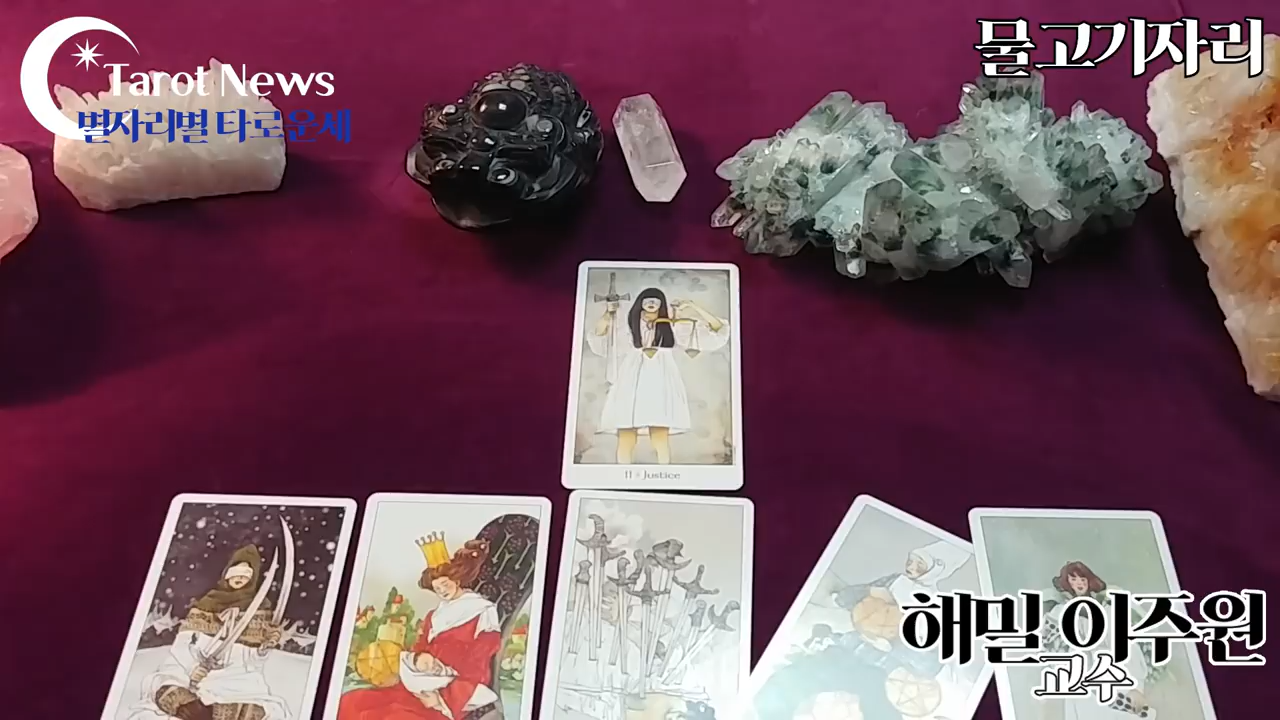 Tarot News
별자리별 타로운세
물고기자리
11 Justice
해밀 이주원
교수